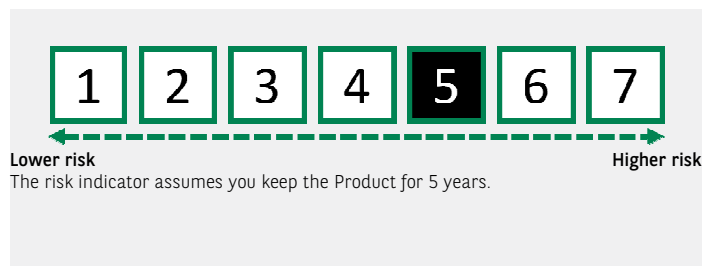 1 2 3 4 5 6 7
Lower risk Higher risk
The risk indicator assumes you keep the Product for 5 years.